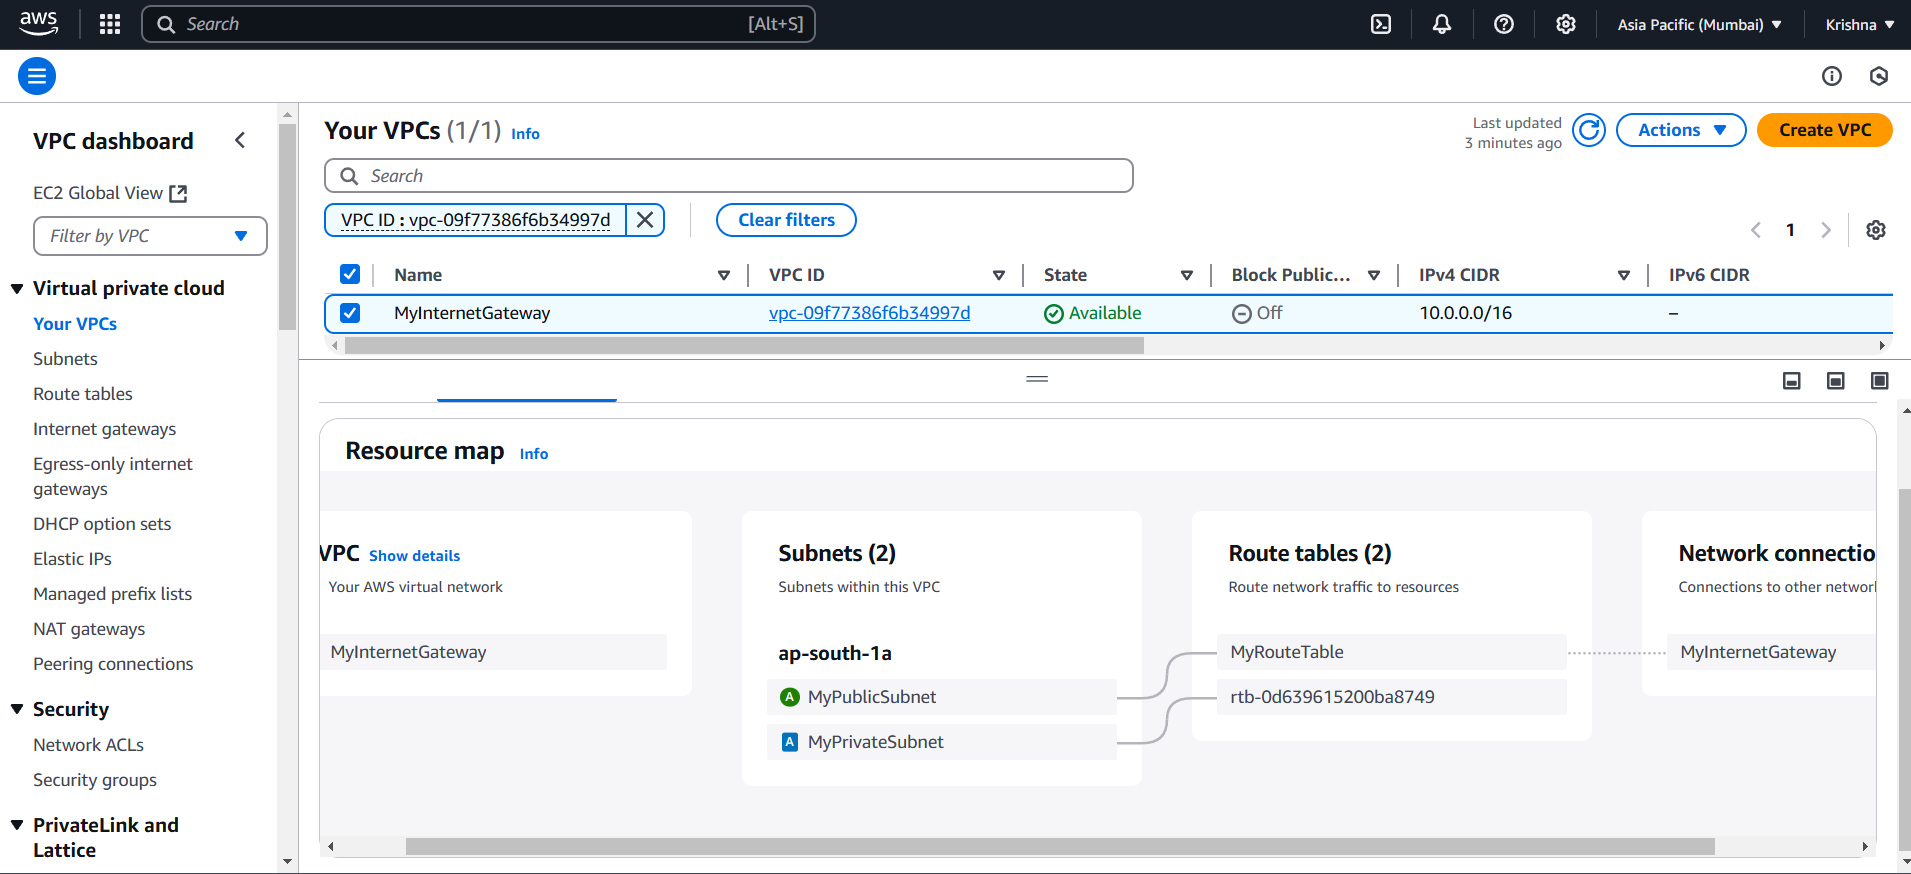 aws
Search [Alt+S]
Asia Pacific (Mumbai)
Krishna
VPC dashboard
EC2 Global View
Filter by VPC
Virtual private cloud
Your VPCs
Subnets
Route tables
Internet gateways
Egress-only internet
gateways
DHCP option sets
Elastic IPs
Managed prefix lists
NAT gateways
Peering connections
Security
Network ACLs
Security groups
PrivateLink and
Lattice
Your VPCs (1/1) Info
Last updated
3 minutes ago
Actions
Create VPC
Search
VPC ID : vpc-09f77386f6b34997d
Clear filters
1
Name VPC ID State Block Public... IPv4 CIDR IPv6 CIDR
MyInternetGateway vpc-09f77386f6b34997d Available Off 10.0.0.0/16 –
Resource map Info
VPC Show details
Your AWS virtual network
MyInternetGateway
Subnets (2)
Subnets within this VPC
ap-south-1a
A MyPublicSubnet
A MyPrivateSubnet
Route tables (2)
Route network traffic to resources
MyRouteTable
rtb-0d639615200ba8749
Network connectio
Connections to other networ
MyInternetGateway